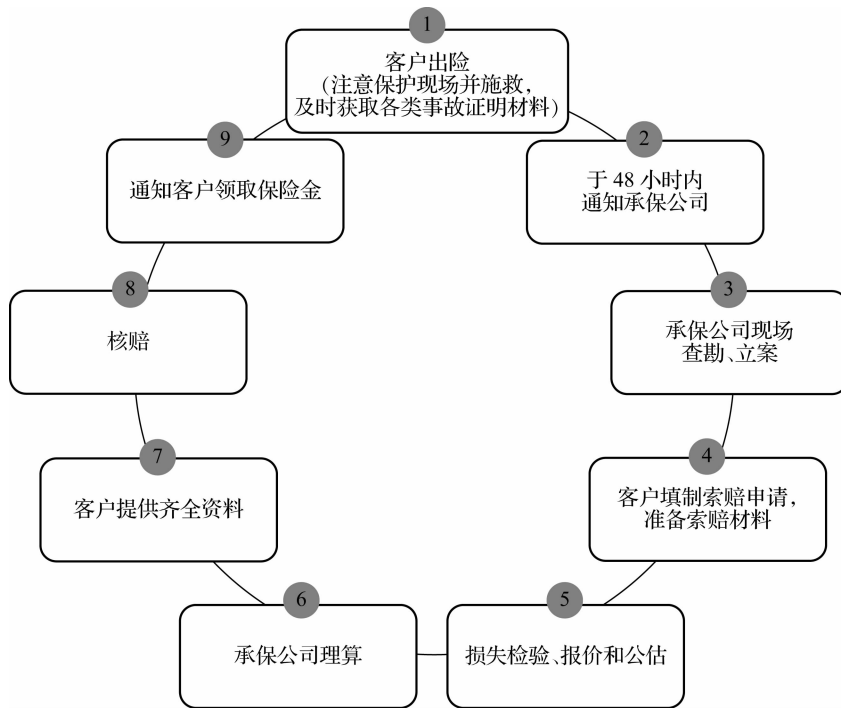 1
客户出险
(注意保护现场并施救,
及时获取各类事故证明材料)
2
于 48 小时内
通知承保公司
3
承保公司现场
查勘、立案
4
客户填制索赔申请,
准备索赔材料
5
损失检验、报价和公估
6
承保公司理算
7
客户提供齐全资料
8
核赔
9
通知客户领取保险金